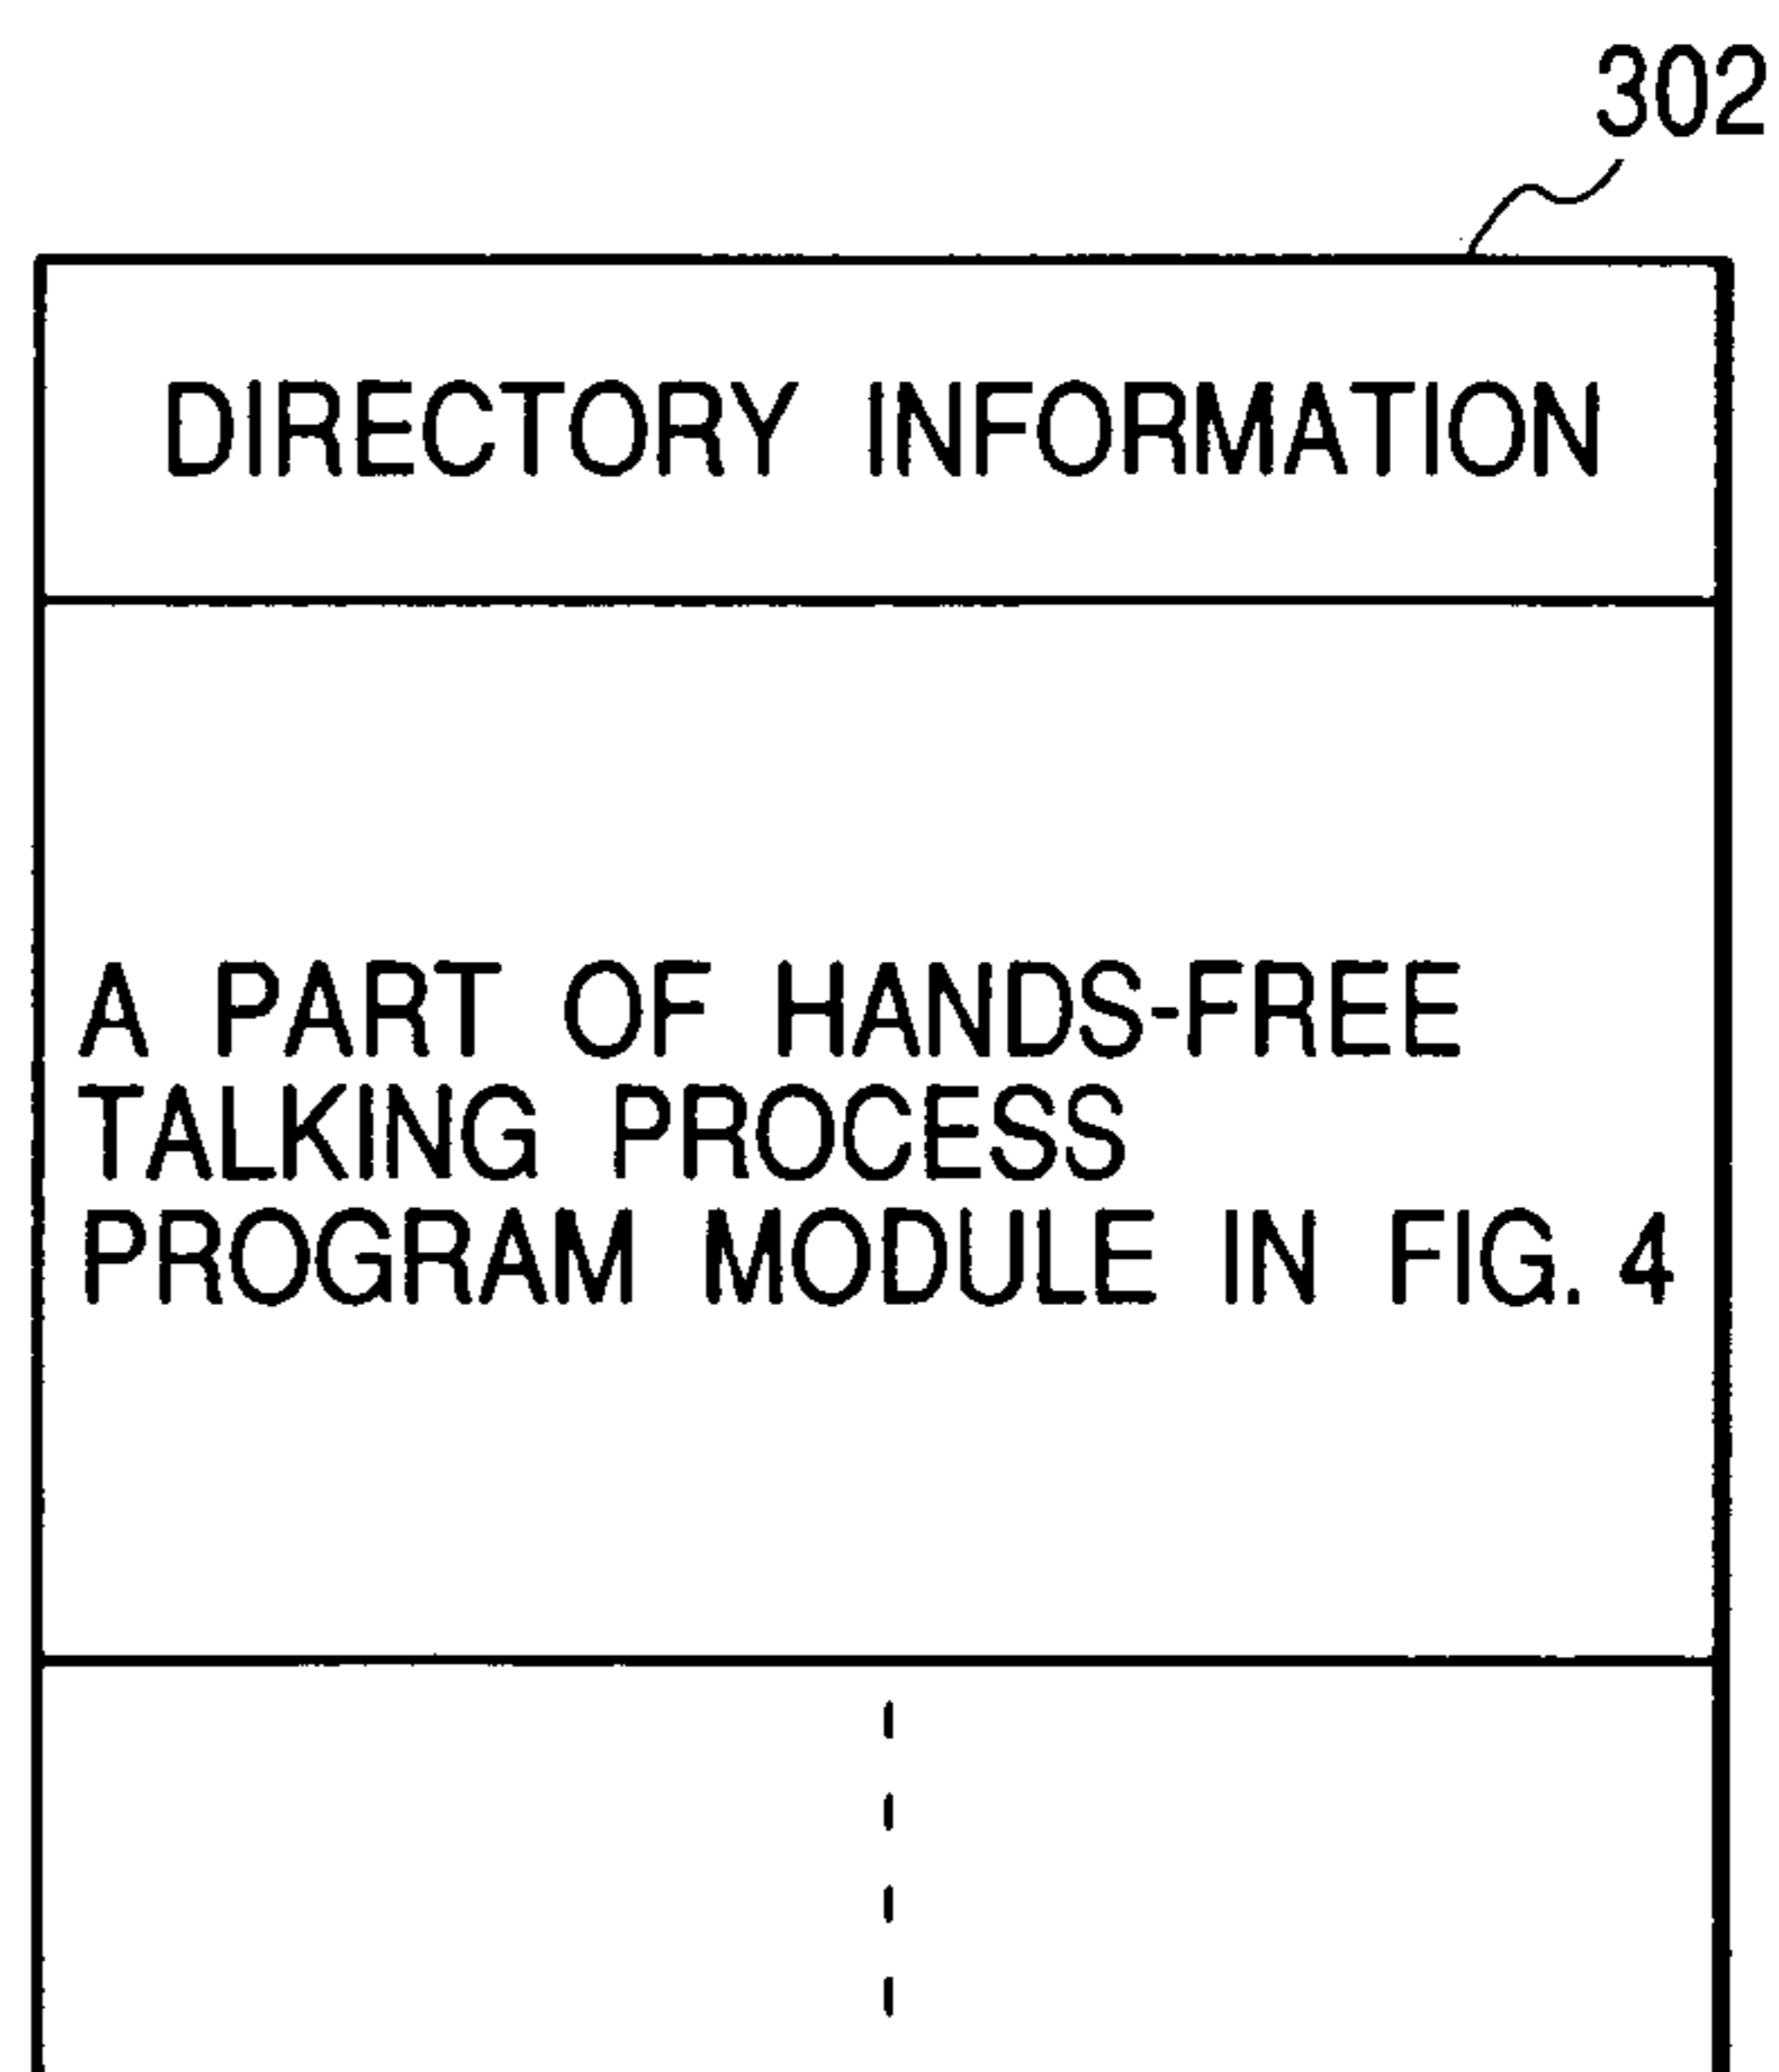 302
DIRECTORY INFORMATION
A PART OF HANDS-FREE
TALKING PROCESS
PROGRAM MODULE IN FIG. 4